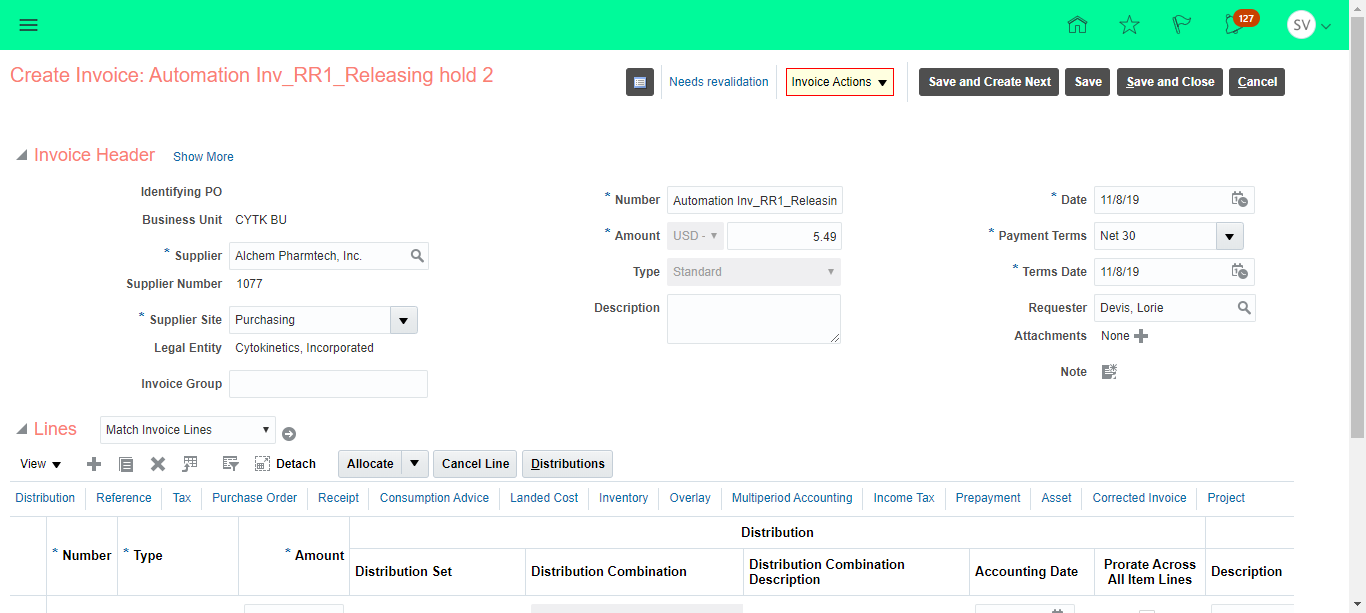 127
SV
Create Invoice: Automation Inv_RR1_Releasing hold 2
Needs revalidation
Invoice Actions
Save and Create Next
Save
Save and Close
Cancel
Invoice Header
Show More
Identifying PO
Business Unit CYTK BU
* Supplier Alchem Pharmtech, Inc.
Supplier Number 1077
* Supplier Site Purchasing
Legal Entity Cytokinetics, Incorporated
Invoice Group
* Number Automation Inv_RR1_Releasin
* Amount USD - 5.49
Type Standard
Description
* Date 11/8/19
* Payment Terms Net 30
* Terms Date 11/8/19
Requester Devis, Lorie
Attachments None
Note
Lines
Match Invoice Lines
View
Detach
Allocate
Cancel Line
Distributions
Distribution Reference Tax Purchase Order Receipt Consumption Advice Landed Cost Inventory Overlay Multiperiod Accounting Income Tax Prepayment Asset Corrected Invoice Project
Distribution
* Number
* Type
* Amount
Distribution Set
Distribution Combination
Distribution Combination
Description
Accounting Date
Prorate Across
All Item Lines
Description